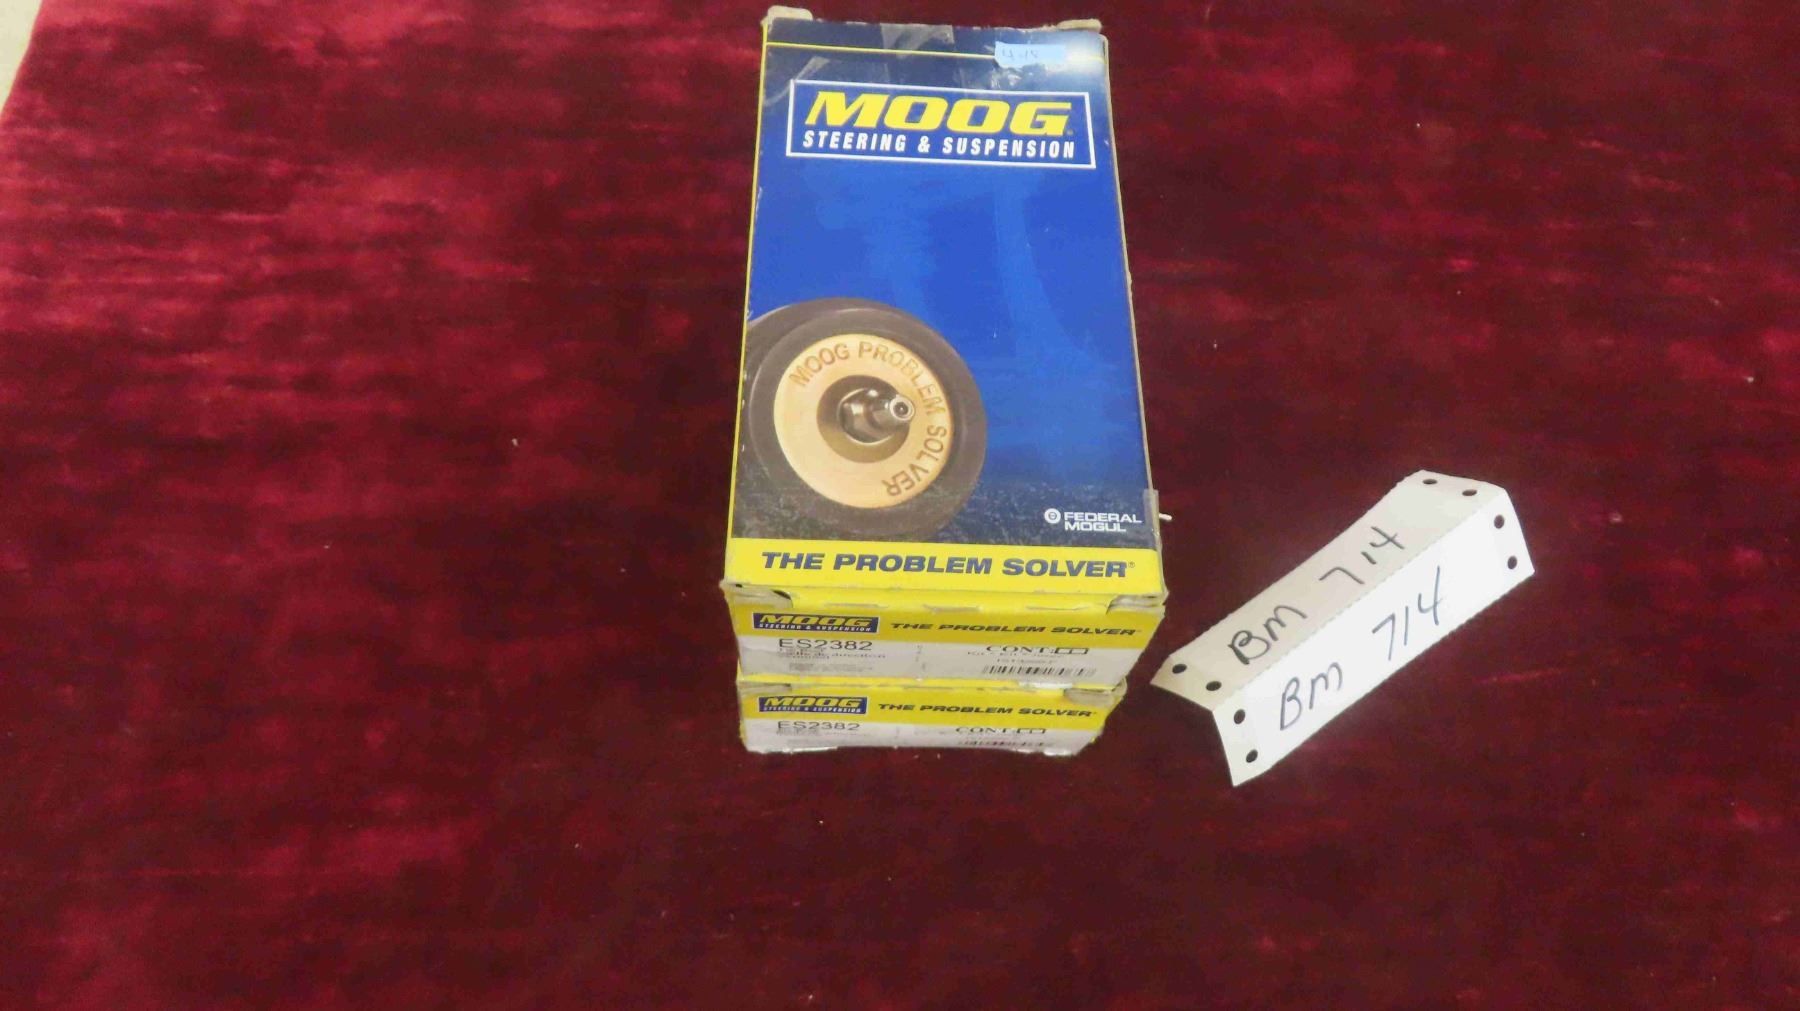 MOOG
STEERING & SUSPENSION
MOOG PROBLEM SOLVER
FEDERAL
MOGUL
THE PROBLEM SOLVER®
MOOG
STEERING & SUSPENSION
THE PROBLEM SOLVER®
ES2382
CONT:
MOOG
STEERING & SUSPENSION
THE PROBLEM SOLVER®
ES2382
CONT:
BM 714
BM 714